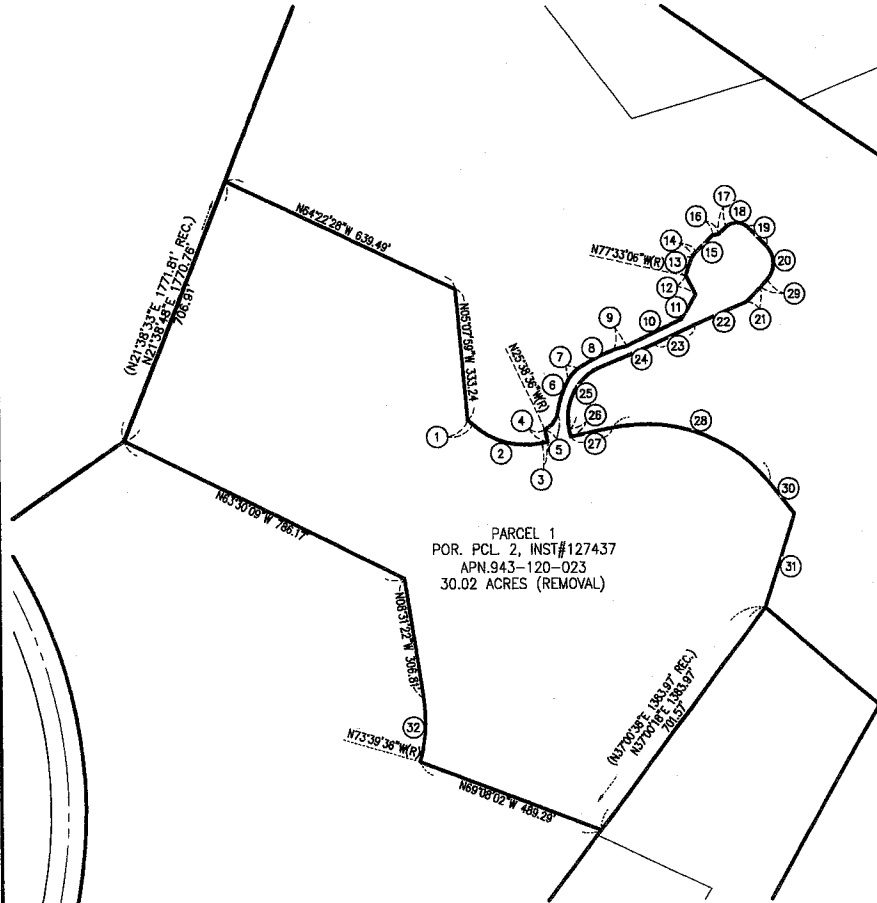 17
16
18
14
15
19
13
N77°33'06"W(R)
20
12
29
21
11
22
10
23
9
24
8
7
6
25
N64°22'28"W 639.49'
(N21°38'33"E 1771.81' REC.)
N21°38'48"E 1770.76'
706.91'
N05°07'59"W 333.24
N25°38'36"W(R)
4
26
28
1
2
5
27
3
30
N63°30'09"W 786.17'
PARCEL 1
POR. PCL. 2, INST#127437
APN.943-120-023
30.02 ACRES (REMOVAL)
31
N08°31'22"W 306.81'
(N37°00'38"E 1383.97' REC.)
N37°00'18"E 1383.97'
701.57'
32
N73°39'36"W(R)
N69°08'02"W 489.29'